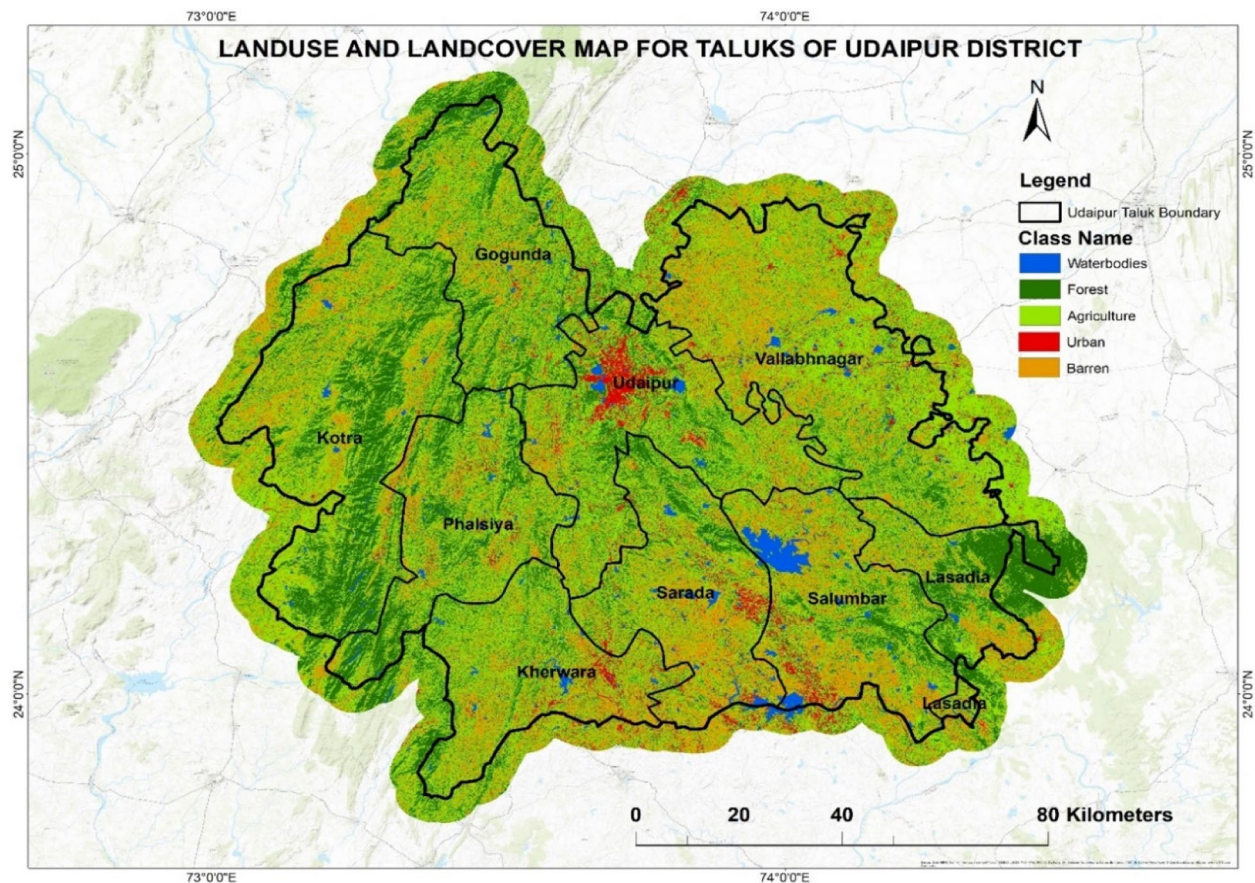 73°0'0"E 74°0'0"E
LANDUSE AND LANDCOVER MAP FOR TALUKS OF UDAIPUR DISTRICT
N
25°0'0"N 25°0'0"N
Legend
Udaipur Taluk Boundary
Class Name
Waterbodies
Forest
Agriculture
Urban
Barren
Gogunda
Vallabhnagar
Udaipur
Kotra
Phalsiya
Lasadia
Sarada
Salumbar
Kherwara
Lasadia
24°0'0"N 24°0'0"N
0 20 40 80 Kilometers
73°0'0"E 74°0'0"E